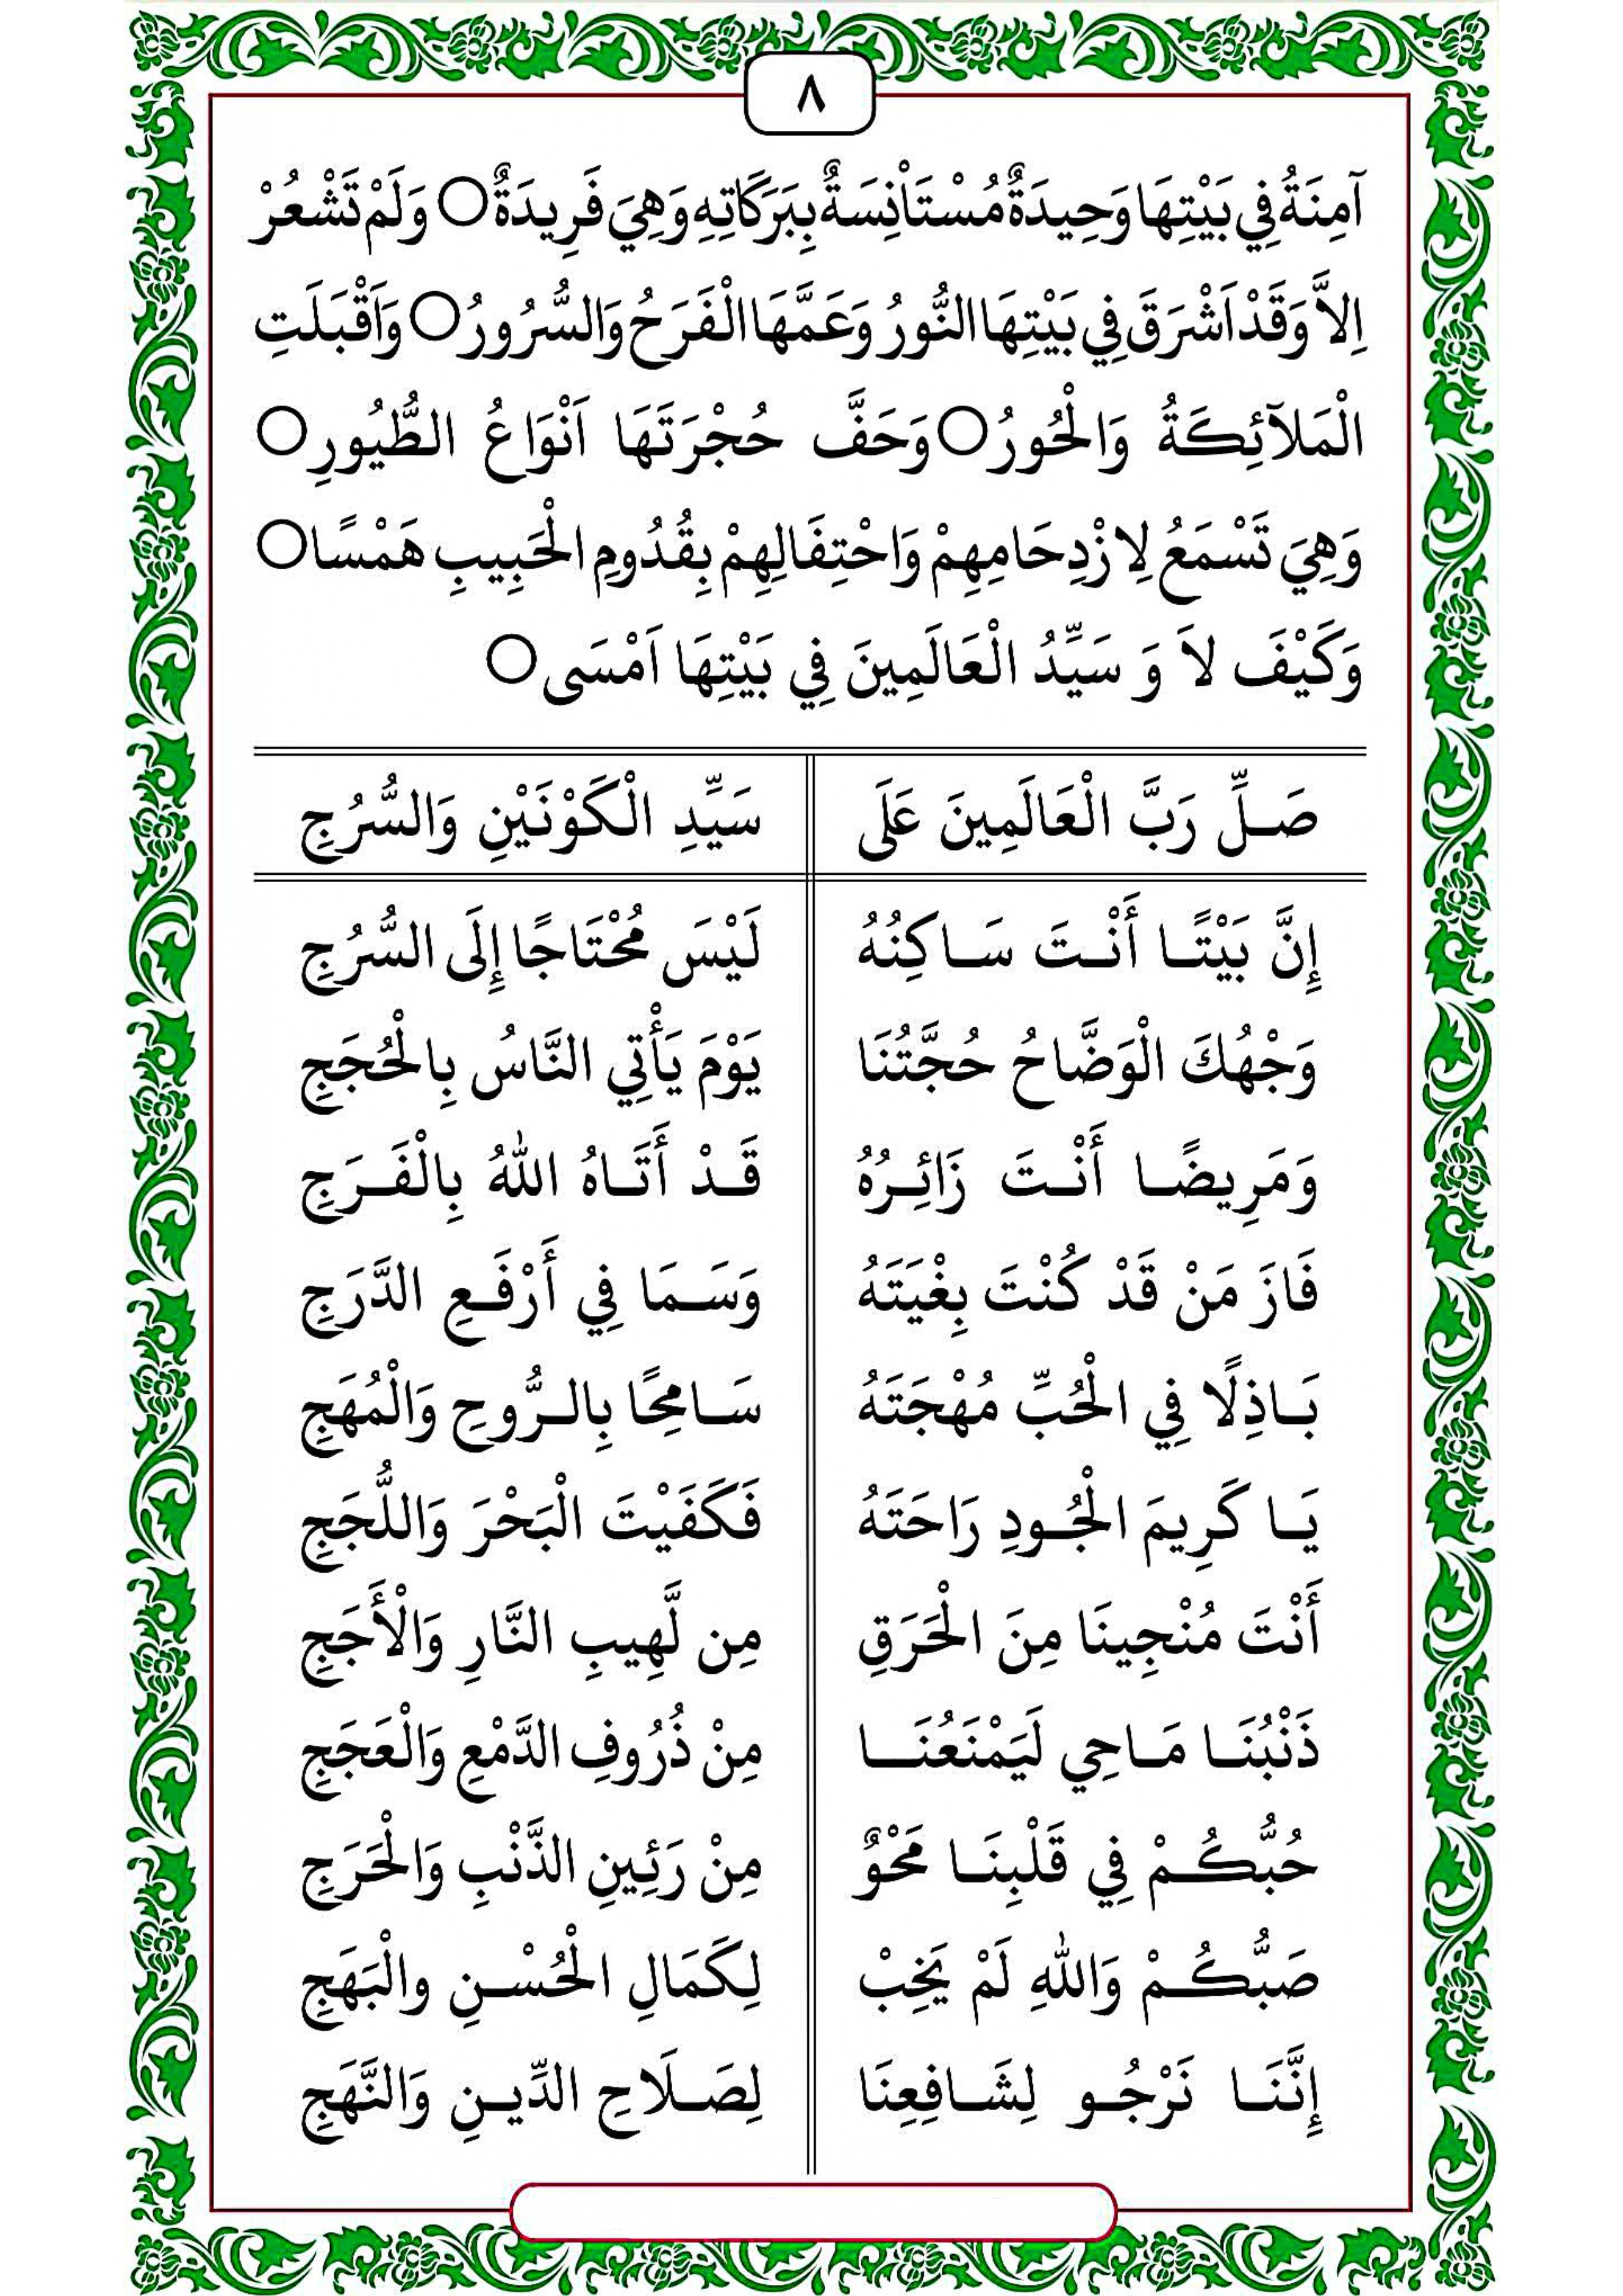 ٨
آمِنَةُ فِي بَيْتِهَا وَحِيدَةٌ مُسْتَاْنِسَةٌ بِبَرَكَاتِهِ وَهِيَ فَرِيدَةٌ ○ وَلَمْ تَشْعُرْ
اِلاَّ وَقَدْ اَشْرَقَ فِي بَيْتِهَا النُّورُ وَعَمَّهَا الْفَرَحُ وَالسُّرُورُ ○ وَاَقْبَلَتِ
الْمَلآئِكَةُ وَالْحُورُ ○ وَحَفَّ حُجْرَتَهَا اَنْوَاعُ الطُّيُورِ ○
وَهِيَ تَسْمَعُ لِازْدِحَامِهِمْ وَاحْتِفَالِهِمْ بِقُدُومِ الْحَبِيبِ هَمْسًا ○
وَكَيْفَ لاَ وَ سَيِّدُ الْعَالَمِينَ فِي بَيْتِهَا اَمْسَى ○
صَلِّ رَبَّ الْعَالَمِينَ عَلَى سَيِّدِ الْكَوْنَيْنِ وَالسُّرُجِ
إِنَّ بَيْتًا أَنْتَ سَاكِنُهُ لَيْسَ مُحْتَاجًا إِلَى السُّرُجِ
وَجْهُكَ الْوَضَّاحُ حُجَّتُنَا يَوْمَ يَأْتِي النَّاسُ بِالْحُجَجِ
وَمَرِيضًا أَنْتَ زَائِرُهُ قَدْ أَتَاهُ اللهُ بِالْفَرَجِ
فَازَ مَنْ قَدْ كُنْتَ بِغْيَتَهُ وَسَمَا فِي أَرْفَعِ الدَّرَجِ
بَاذِلًا فِي الْحُبِّ مُهْجَتَهُ سَامِحًا بِالرُّوحِ وَالْمُهَجِ
يَا كَرِيمَ الْجُودِ رَاحَتَهُ فَكَفَيْتَ الْبَحْرَ وَاللُّجَجِ
أَنْتَ مُنْجِينَا مِنَ الْحَرَقِ مِن لَّهِيبِ النَّارِ وَالْأَجَجِ
ذَنْبُنَا مَاحِي لَيَمْنَعُنَا مِنْ ذُرُوفِ الدَّمْعِ وَالْعَجَجِ
حُبُّكُمْ فِي قَلْبِنَا مَحْوٌ مِنْ رَئِينِ الذَّنْبِ وَالْحَرَجِ
صَبُّكُمْ وَاللهِ لَمْ يَخِبْ لِكَمَالِ الْحُسْنِ والْبَهَجِ
إِنَّنَا نَرْجُو لِشَافِعِنَا لِصَلَاحِ الدِّينِ وَالنَّهَجِ